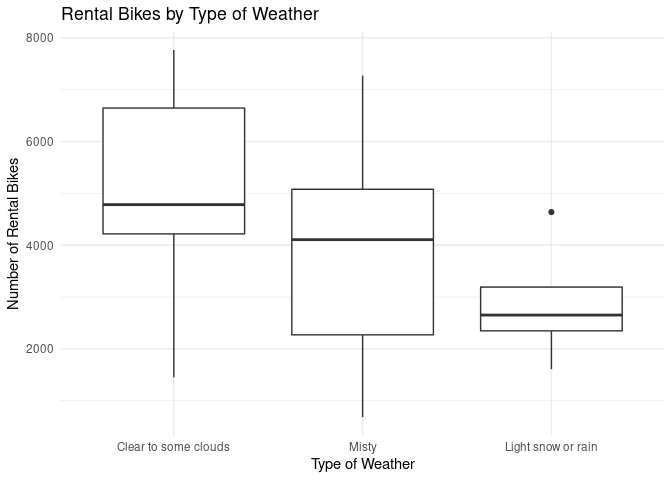 Rental Bikes by Type of Weather
Number of Rental Bikes
8000
6000
4000
2000
Clear to some clouds
Misty
Light snow or rain
Type of Weather